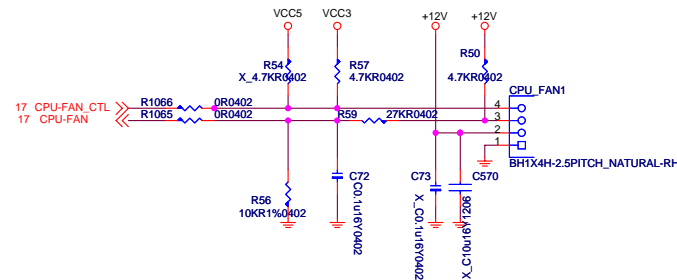 VCC5 VCC3 +12V +12V
R54 R57 R50
X_4.7KR0402 4.7KR0402 4.7KR0402
CPU_FAN1
17 CPU-FAN_CTL R1066 0R0402 4
17 CPU-FAN R1065 0R0402 R59 27KR0402 3
2
1
BH1X4H-2.5PITCH_NATURAL-RH
R56
10KR1%0402
C72
C0.1u16Y0402
C73
X_C0.1u16Y0402
C570
X_C10u16Y1206